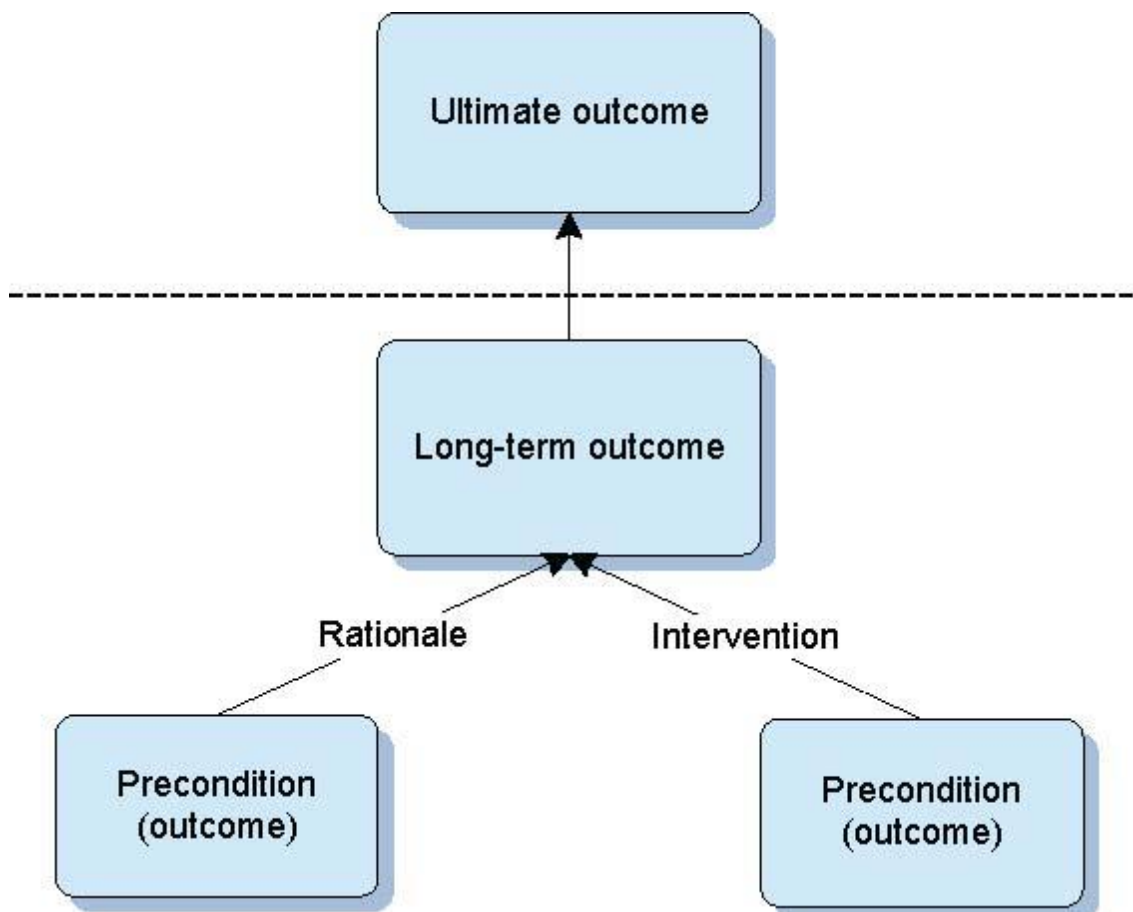 Ultimate outcome
Long-term outcome
Rationale
Intervention
Precondition
(outcome)
Precondition
(outcome)